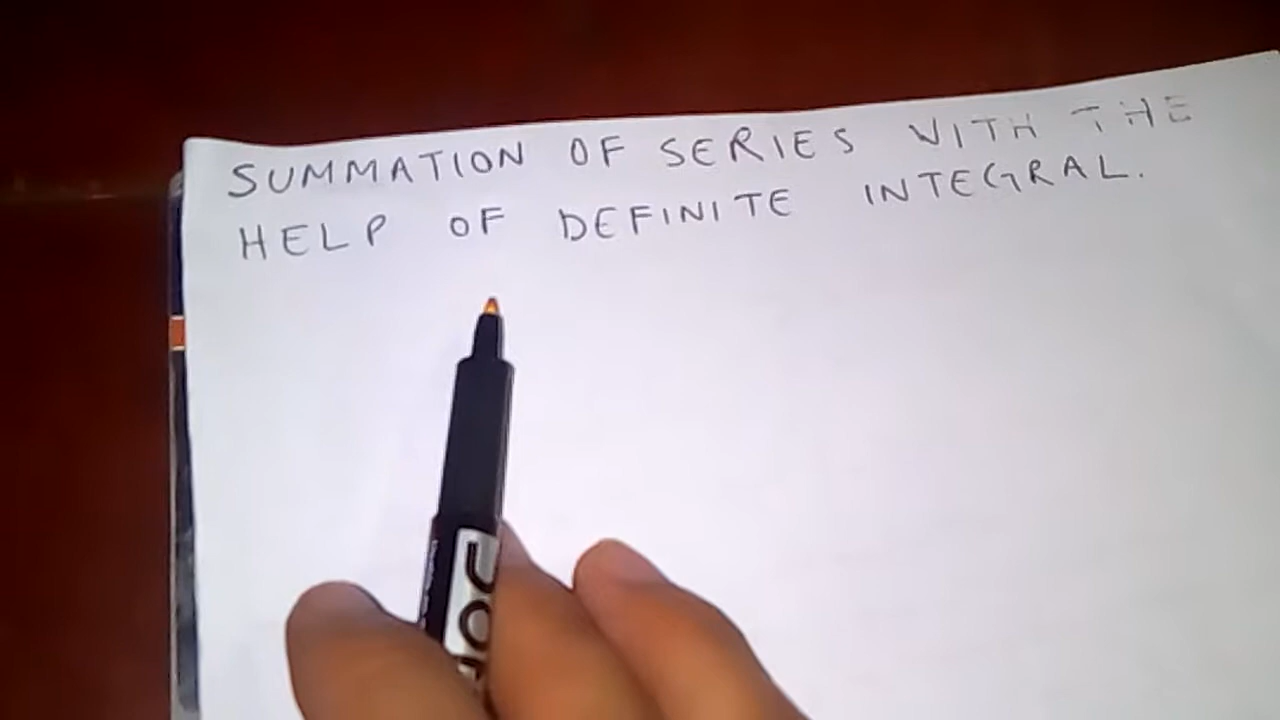 SUMMATION OF SERIES WITH THE
HELP OF DEFINITE INTEGRAL.